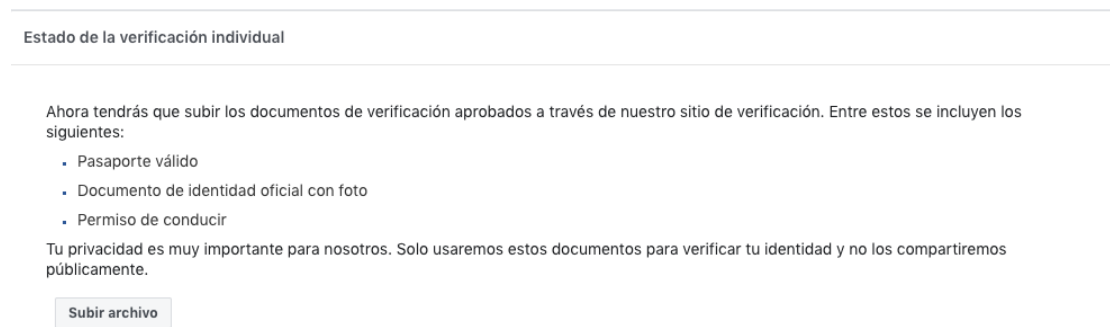 Estado de la verificación individual
Ahora tendrás que subir los documentos de verificación aprobados a través de nuestro sitio de verificación. Entre estos se incluyen los
siguientes:
Pasaporte válido
Documento de identidad oficial con foto
Permiso de conducir
Tu privacidad es muy importante para nosotros. Solo usaremos estos documentos para verificar tu identidad y no los compartiremos
públicamente.
Subir archivo